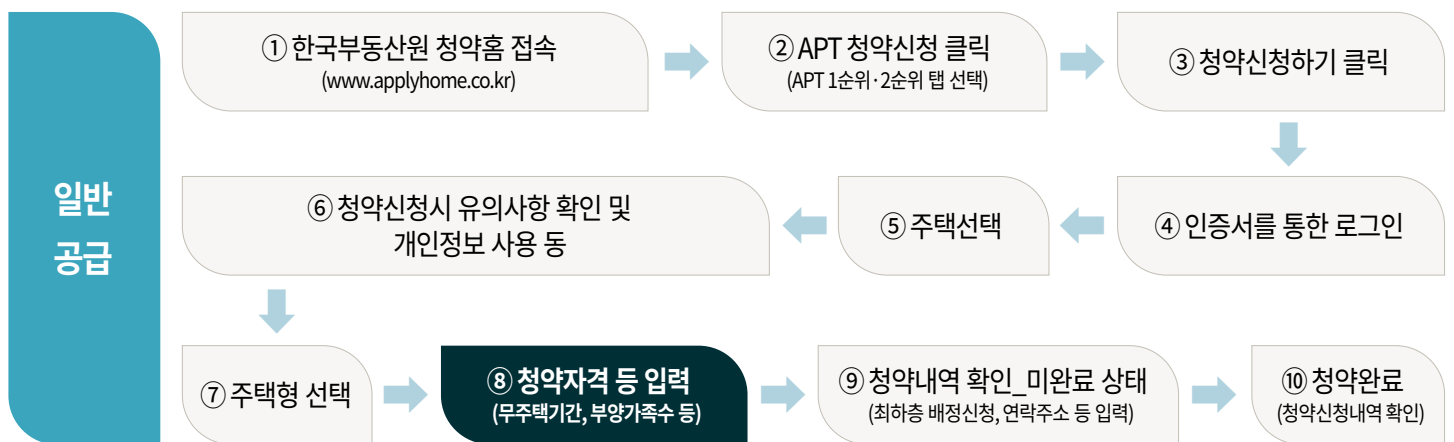 일반
공급
① 한국부동산원 청약홈 접속
(www.applyhome.co.kr)
② APT 청약신청 클릭
(APT 1순위·2순위 탭 선택)
③ 청약신청하기 클릭
④ 인증서를 통한 로그인
⑤ 주택선택
⑥ 청약신청시 유의사항 확인 및
개인정보 사용 동
⑦ 주택형 선택
⑧ 청약자격 등 입력
(무주택기간, 부양가족수 등)
⑨ 청약내역 확인_미완료 상태
(최하층 배정신청, 연락주소 등 입력)
⑩ 청약완료
(청약신청내역 확인)